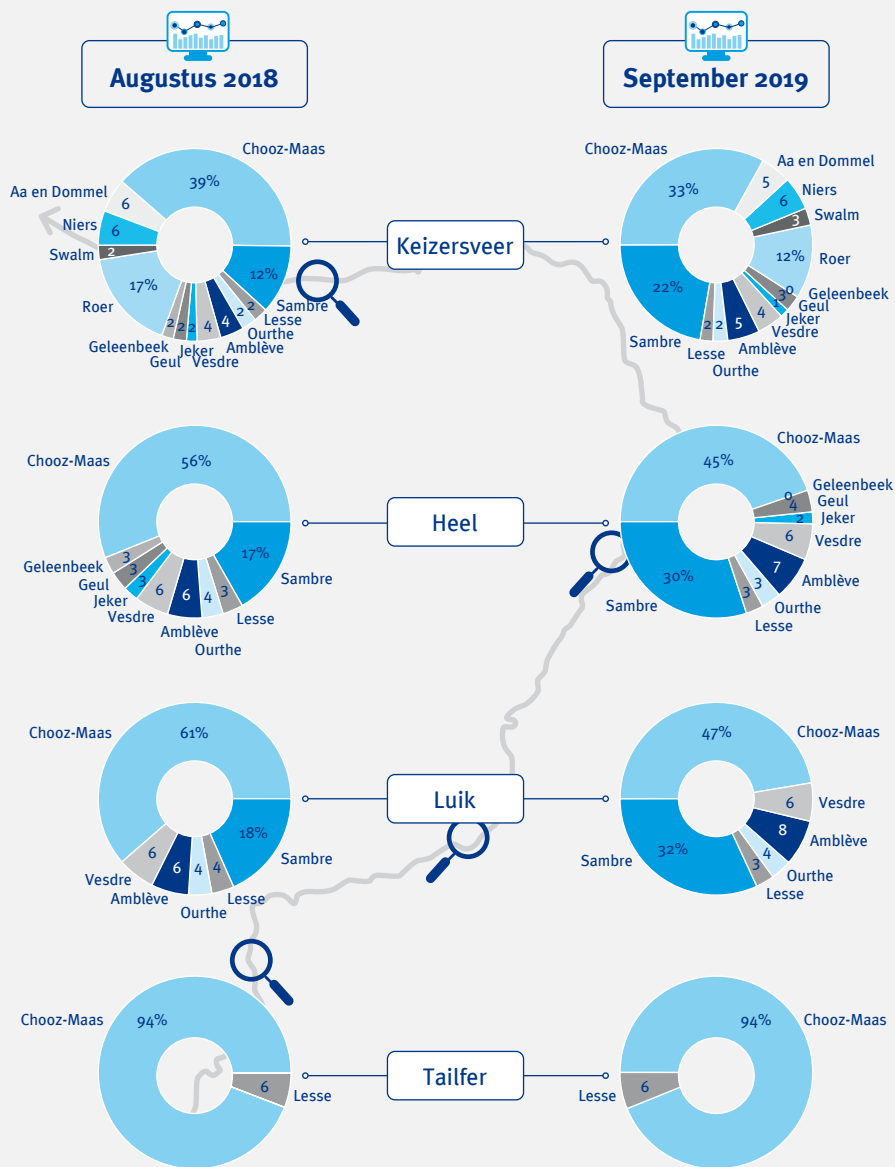 Augustus 2018
September 2019
Keizersveer
Chooz-Maas
39%
Aa en Dommel
6
Niers
6
Swalm
2
Roer
17%
Geleenbeek
2
Geul
2
Jeker
2
Vesdre
4
Amblève
4
Ourthe
2
Lesse
2
Sambre
12%
Chooz-Maas
33%
Aa en Dommel
5
Niers
6
Swalm
3
Roer
12%
Geleenbeek
0
Geul
3
Jeker
1
Vesdre
4
Amblève
5
Ourthe
2
Lesse
2
Sambre
22%
Heel
Chooz-Maas
56%
Geleenbeek
3
Geul
3
Jeker
3
Vesdre
6
Amblève
6
Ourthe
4
Lesse
3
Sambre
17%
Chooz-Maas
45%
Geleenbeek
0
Geul
4
Jeker
2
Vesdre
6
Amblève
7
Ourthe
3
Lesse
3
Sambre
30%
Luik
Chooz-Maas
61%
Vesdre
6
Amblève
6
Ourthe
4
Lesse
4
Sambre
18%
Chooz-Maas
47%
Vesdre
6
Amblève
8
Ourthe
4
Lesse
3
Sambre
32%
Tailfer
Chooz-Maas
94%
Lesse
6
Chooz-Maas
94%
Lesse
6